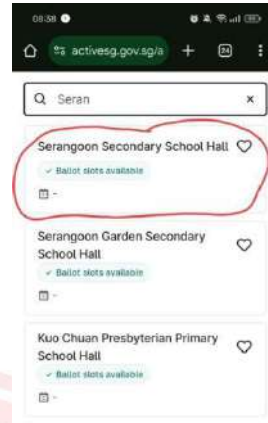 08:38
activesg.gov.sg/a
24
Seran
Serangoon Secondary School Hall
Ballot slots available
-
Serangoon Garden Secondary
School Hall
Ballot slots available
-
Kuo Chuan Presbyterian Primary
School Hall
Ballot slots available
-